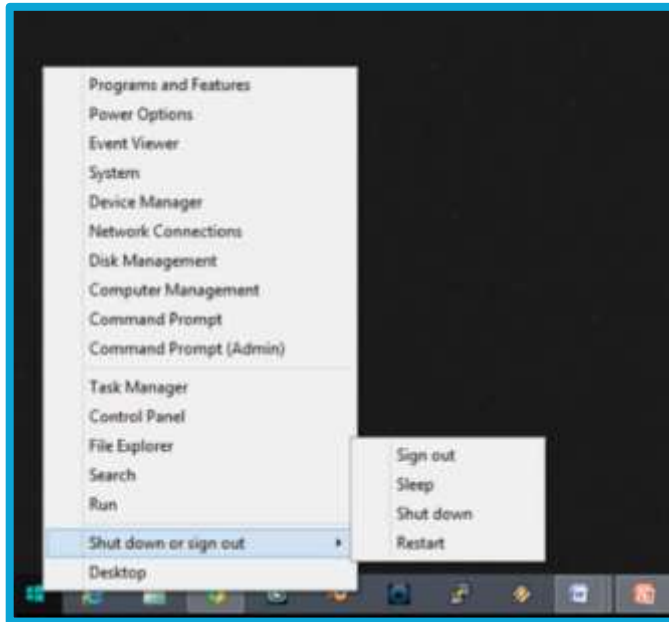 Programs and Features
Power Options
Event Viewer
System
Device Manager
Network Connections
Disk Management
Computer Management
Command Prompt
Command Prompt (Admin)
Task Manager
Control Panel
File Explorer
Search
Run
Shut down or sign out
Desktop
Sign out
Sleep
Shut down
Restart